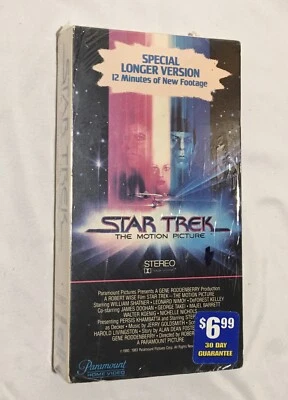 SPECIAL
LONGER VERSION
12 Minutes of New Footage
STAR TREK
STAR TREK
THE MOTION PICTURE
STEREO
Paramount Pictures Presents A GENE RODDENBERRY Production
A ROBERT WISE Film STAR TREK—THE MOTION PICTURE
Starring WILLIAM SHATNER LEONARD NIMOY DeFOREST KELLEY
Co-starring JAMES DOOHAN GEORGE TAKEI MAJEL BARRETT
WALTER KOENIG NICHELLE NICHOLS
Presenting PERSIS KHAMBATTA and Starring
as Decker Music by JERRY GOLDSMITH
HAROLD LIVINGSTON Story by ALAN DEAN FOSTER
GENE RODDENBERRY Directed by ROBERT
A PARAMOUNT PICTURE
$6.99
30 DAY
GUARANTEE
Paramount
HOME VIDEO